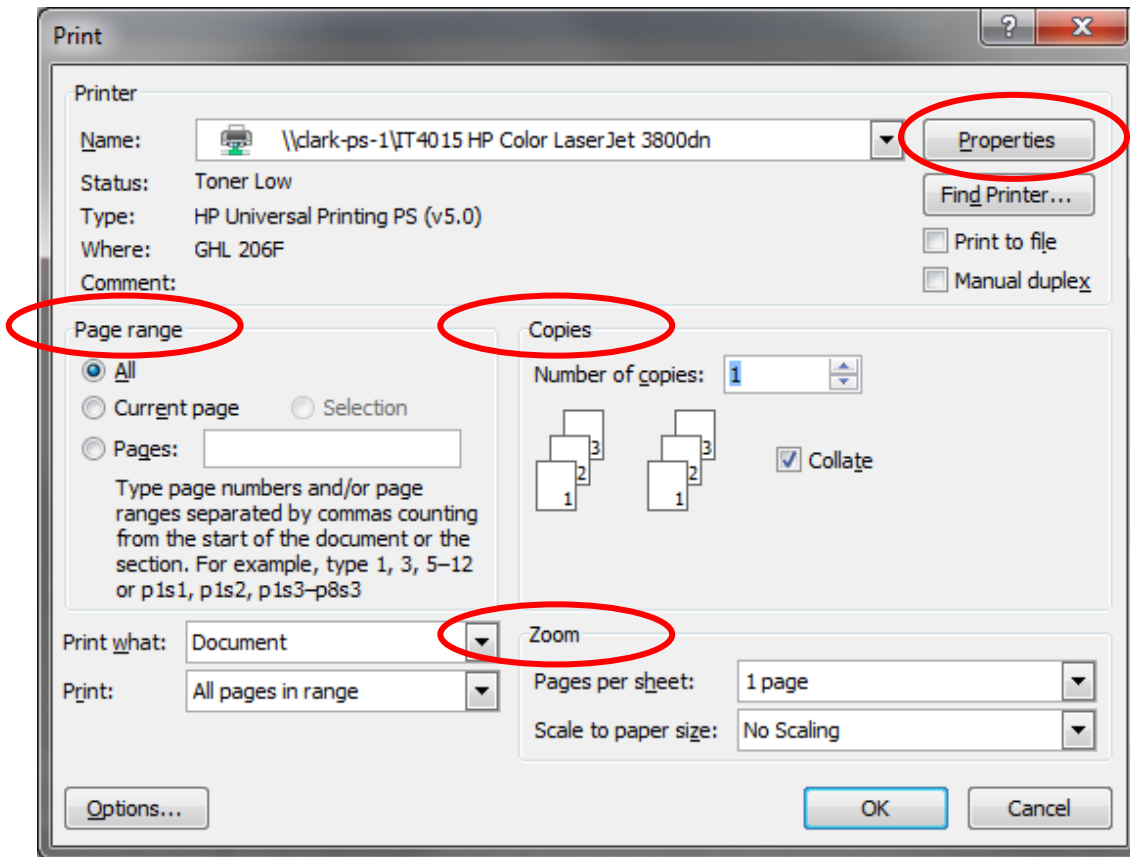 Print
Printer
Name: \\clark-ps-1\IT4015 HP Color LaserJet 3800dn Properties
Status: Toner Low
Find Printer...
Type: HP Universal Printing PS (v5.0)
Where: GHL 206F
Print to file
Comment:
Manual duplex
Page range
All
Current page Selection
Pages:
Type page numbers and/or page
ranges separated by commas counting
from the start of the document or the
section. For example, type 1, 3, 5–12
or p1s1, p1s2, p1s3–p8s3
Copies
Number of copies: 1
3 3
2 2
1 1
Collate
Print what: Document
Print: All pages in range
Zoom
Pages per sheet: 1 page
Scale to paper size: No Scaling
Options... OK Cancel